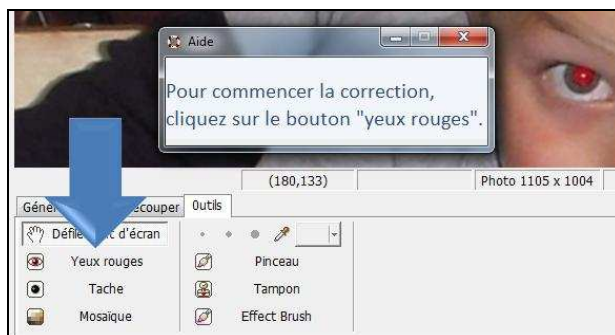 Aide
Pour commencer la correction,
cliquez sur le bouton "yeux rouges".
(180,133)
Photo 1105 x 1004
Outils
Yeux rouges
Pinceau
Tache
Tampon
Mosaïque
Effect Brush